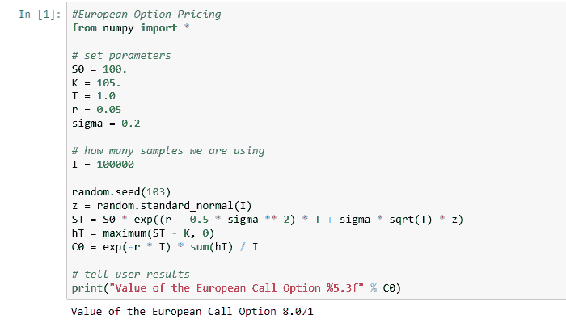 In [1]: #European Option Pricing
from numpy import *
# set parameters
S0 = 100.
K = 105.
T = 1.0
r = 0.05
sigma = 0.2
# how many samples we are using
I = 100000
random.seed(103)
z = random.standard_normal(I)
ST = S0 * exp((r - 0.5 * sigma ** 2) * T + sigma * sqrt(T) * z)
hT = maximum(ST - K, 0)
C0 = exp(-r * T) * sum(hT) / I
# tell user results
print("Value of the European Call Option %5.3f" % C0)
Value of the European Call Option 8.071